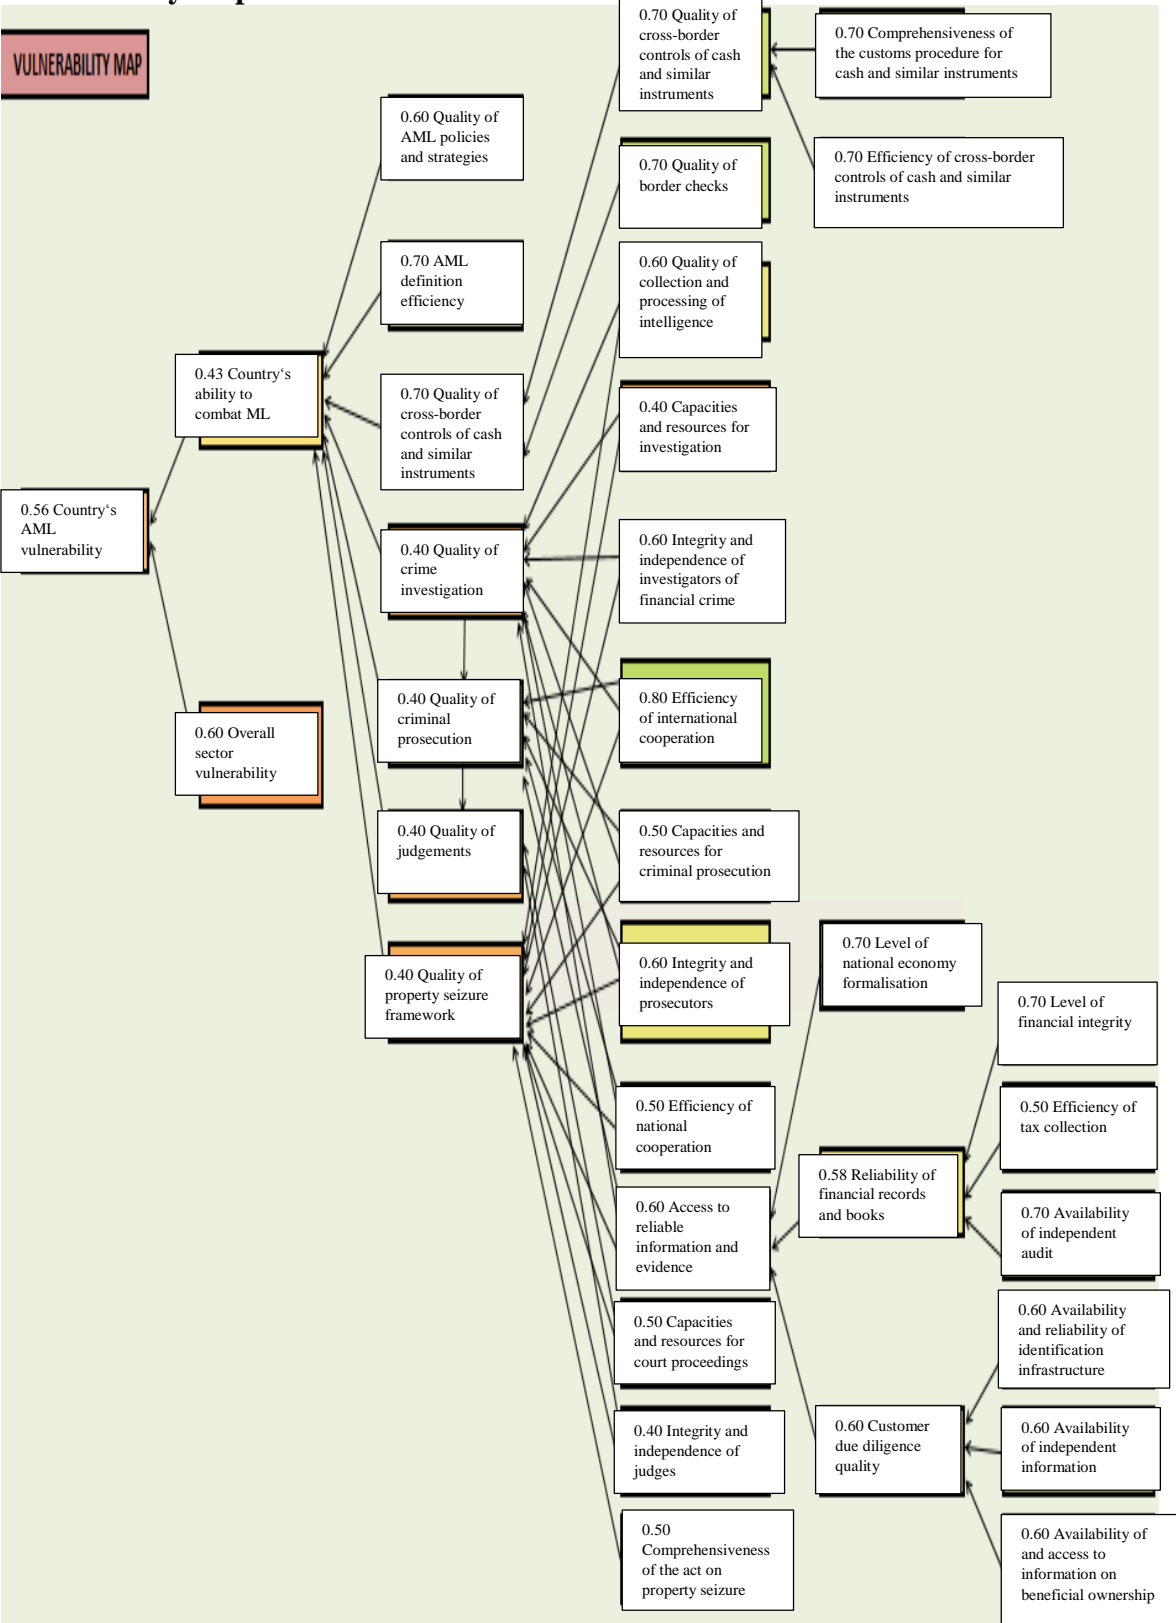 VULNERABILITY MAP
0.56 Country‘s
AML
vulnerability
0.43 Country‘s
ability to
combat ML
0.60 Overall
sector
vulnerability
0.60 Quality of
AML policies
and strategies
0.70 AML
definition
efficiency
0.70 Quality of
cross-border
controls of cash
and similar
instruments
0.40 Quality of
crime
investigation
0.40 Quality of
criminal
prosecution
0.40 Quality of
judgements
0.40 Quality of
property seizure
framework
0.70 Quality of
cross-border
controls of cash
and similar
instruments
0.70 Quality of
border checks
0.60 Quality of
collection and
processing of
intelligence
0.40 Capacities
and resources for
investigation
0.60 Integrity and
independence of
investigators of
financial crime
0.80 Efficiency
of international
cooperation
0.50 Capacities and
resources for
criminal prosecution
0.60 Integrity and
independence of
prosecutors
0.50 Efficiency of
national
cooperation
0.60 Access to
reliable
information and
evidence
0.50 Capacities
and resources for
court proceedings
0.40 Integrity and
independence of
judges
0.50
Comprehensiveness
of the act on
property seizure
0.70 Comprehensiveness of
the customs procedure for
cash and similar instruments
0.70 Efficiency of cross-border
controls of cash and similar
instruments
0.70 Level of
national economy
formalisation
0.58 Reliability of
financial records
and books
0.60 Customer
due diligence
quality
0.70 Level of
financial integrity
0.50 Efficiency of
tax collection
0.70 Availability
of independent
audit
0.60 Availability
and reliability of
identification
infrastructure
0.60 Availability
of independent
information
0.60 Availability of
and access to
information on
beneficial ownership